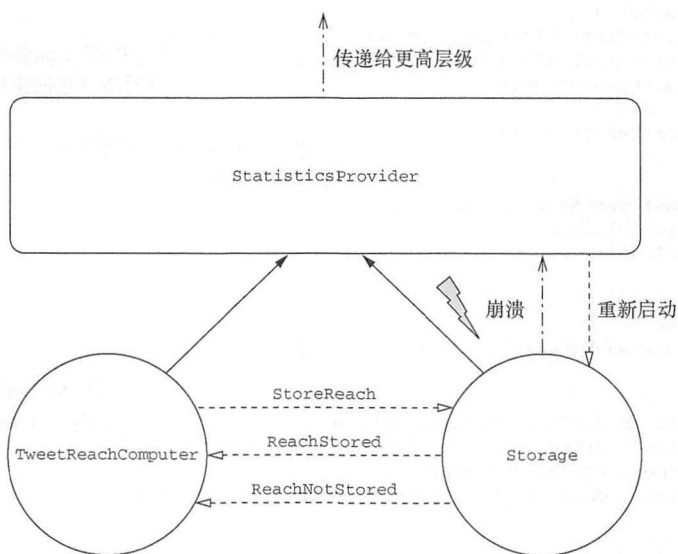 传递给更高层级
StatisticsProvider
崩溃
重新启动
StoreReach
TweetReachComputer
ReachStored
Storage
ReachNotStored